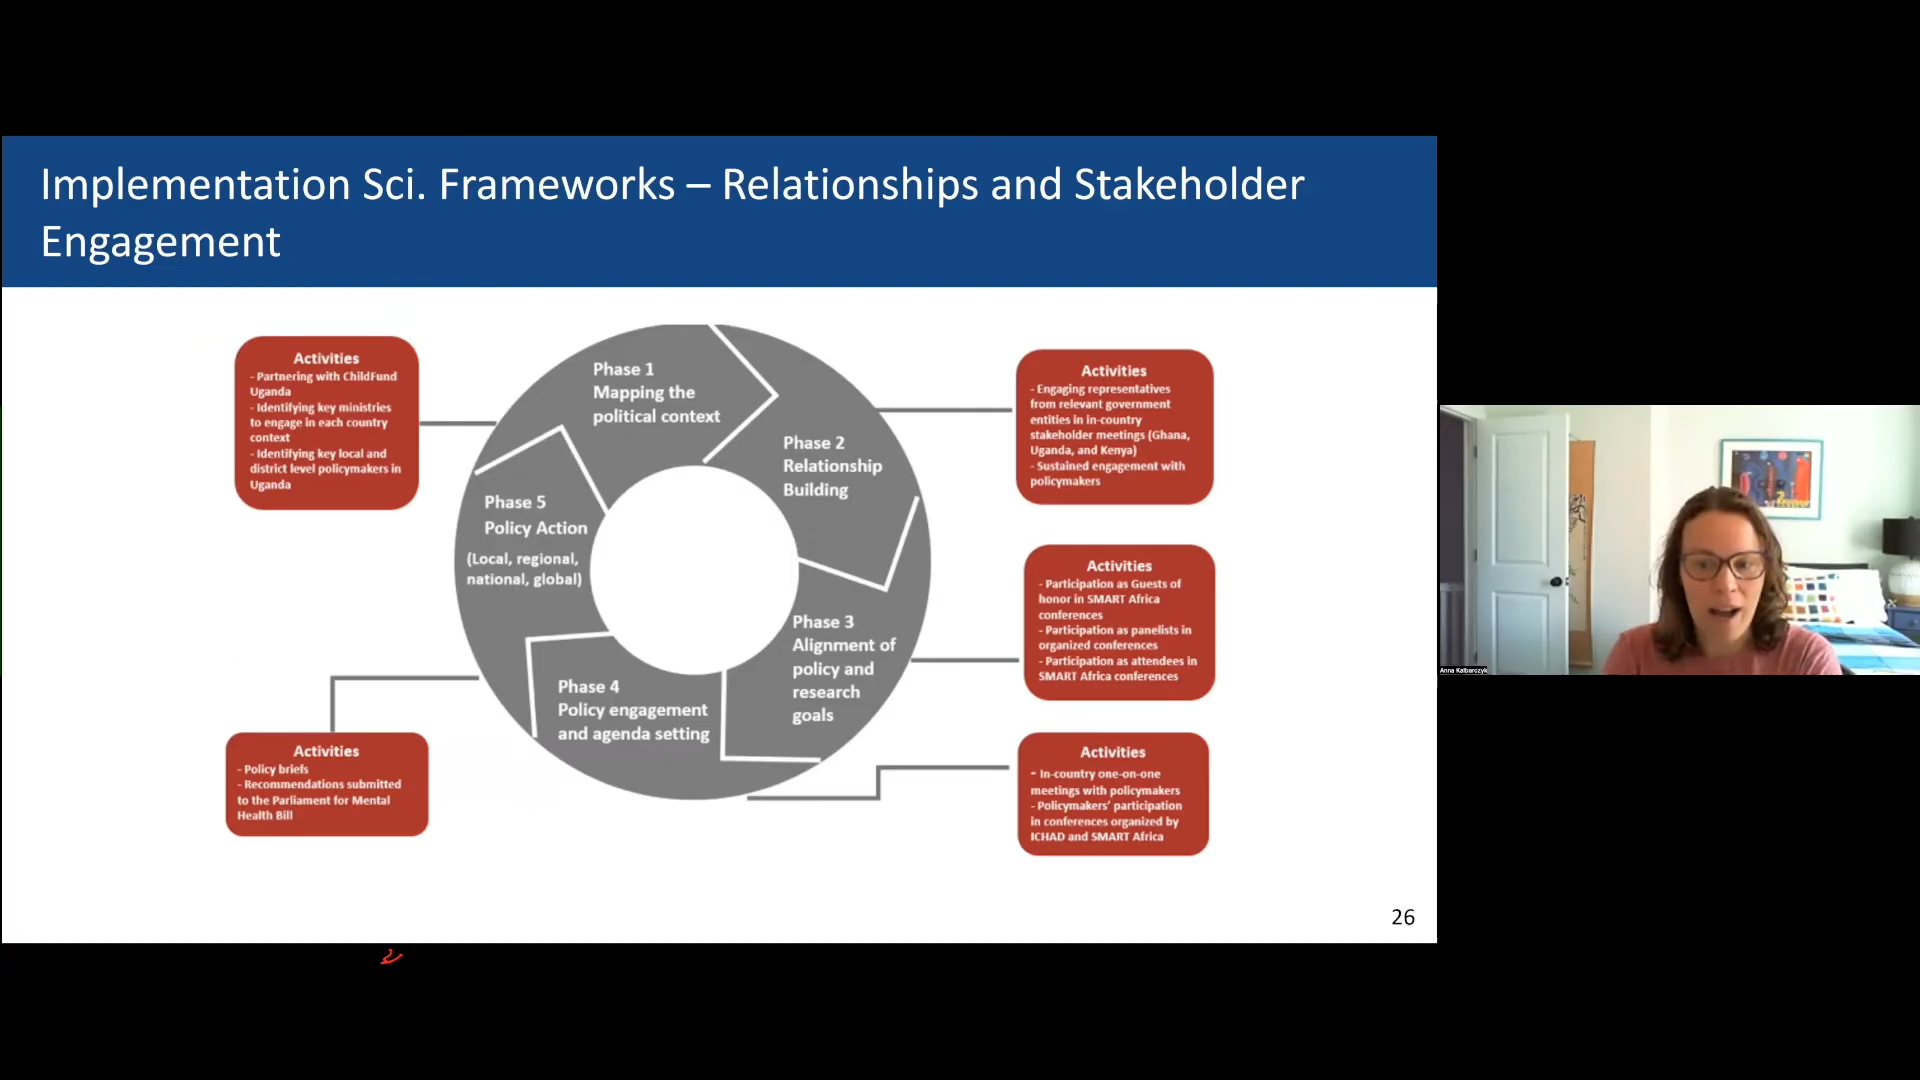 Implementation Sci. Frameworks – Relationships and Stakeholder
Engagement
Activities
- Partnering with ChildFund
Uganda
- Identifying key ministries
to engage in each country
context
- Identifying key local and
district level policymakers in
Uganda
Phase 1
Mapping the
political context
Phase 2
Relationship
Building
Activities
- Engaging representatives
from relevant government
entities in in-country
stakeholder meetings (Ghana,
Uganda, and Kenya)
- Sustained engagement with
policymakers
Phase 3
Alignment of
policy and
research
goals
Activities
- Participation as Guests of
honor in SMART Africa
conferences
- Participation as panelists in
organized conferences
- Participation as attendees in
SMART Africa conferences
Phase 4
Policy engagement
and agenda setting
Activities
- In-country one-on-one
meetings with policymakers
- Policymakers' participation
in conferences organized by
ICHAD and SMART Africa
Phase 5
Policy Action
(Local, regional,
national, global)
Activities
- Policy briefs
- Recommendations submitted
to the Parliament for Mental
Health Bill
26
Anna Kalbarczyk